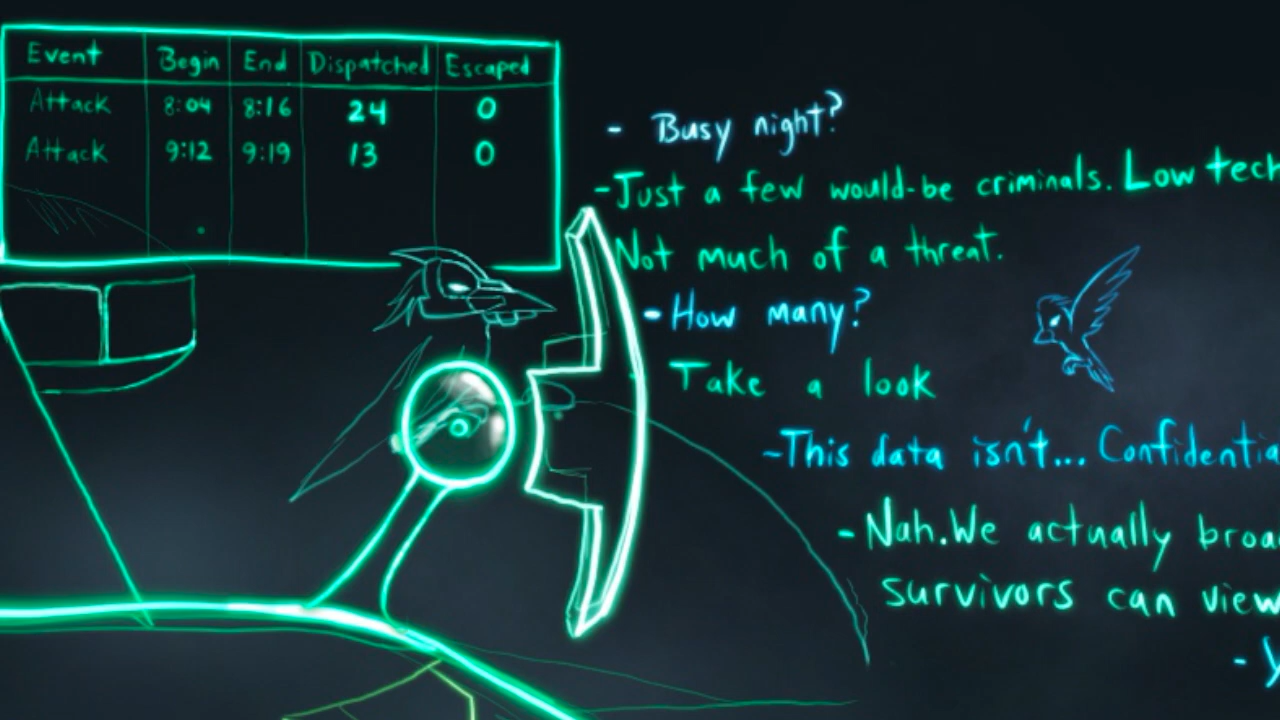 Event Begin End Dispatched Escaped
Attack 8:04 8:16 24 0
Attack 9:12 9:19 13 0
- Busy night?
-Just a few would-be criminals. Low tech
Not much of a threat.
-How many?
Take a look
-This data isn't... Confidentia
-Nah. We actually broa
survivors can view
- Y